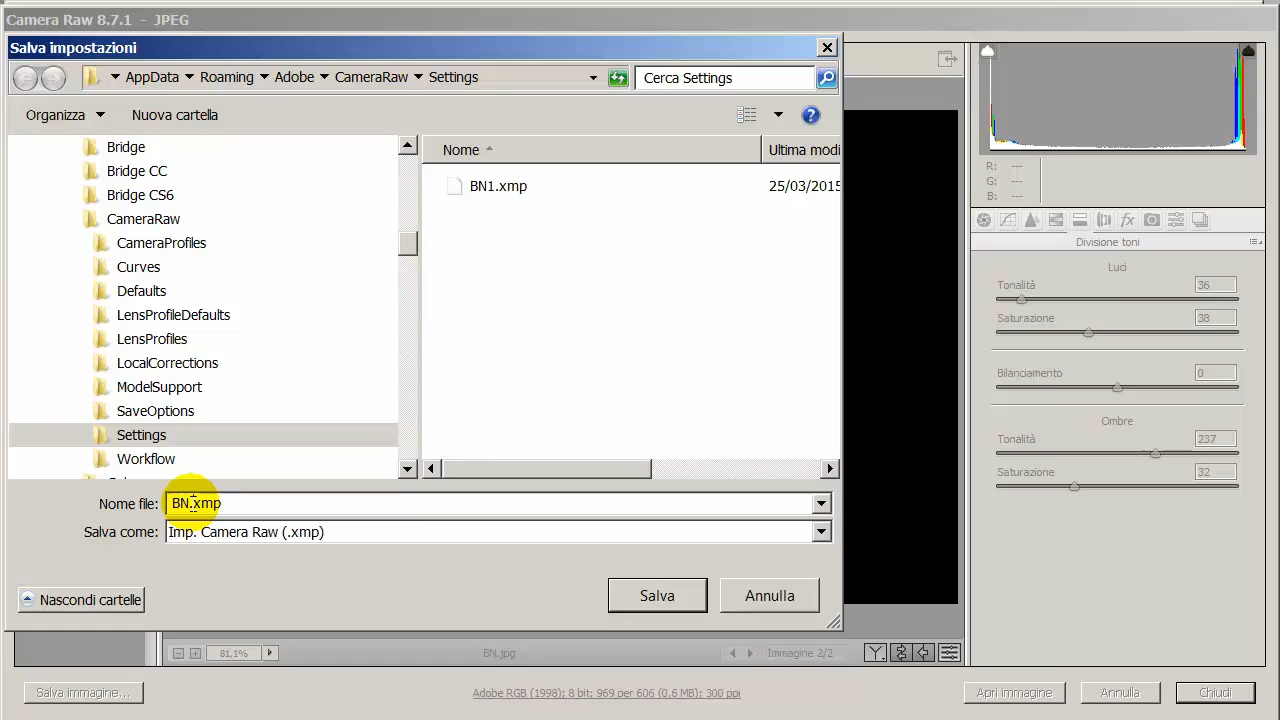 Camera Raw 8.7.1 - JPEG
Salva impostazioni
AppData Roaming Adobe CameraRaw Settings
Cerca Settings
Organizza Nuova cartella
Bridge
Bridge CC
Bridge CS6
CameraRaw
CameraProfiles
Curves
Defaults
LensProfileDefaults
LensProfiles
LocalCorrections
ModelSupport
SaveOptions
Settings
Workflow
Nome Ultima modi
BN1.xmp 25/03/2015
Nome file: BN.xmp
Salva come: Imp. Camera Raw (.xmp)
Nascondi cartelle
Salva Annulla
R: ---
G: ---
B: ---
Divisione toni
Luci
Tonalità 36
Saturazione 38
Bilanciamento 0
Ombre
Tonalità 237
Saturazione 32
81,1% BN.jpg Immagine 2/2
Salva immagine... Adobe RGB (1998); 8 bit; 969 per 606 (0,6 MB); 300 ppi Apri immagine Annulla Chiudi